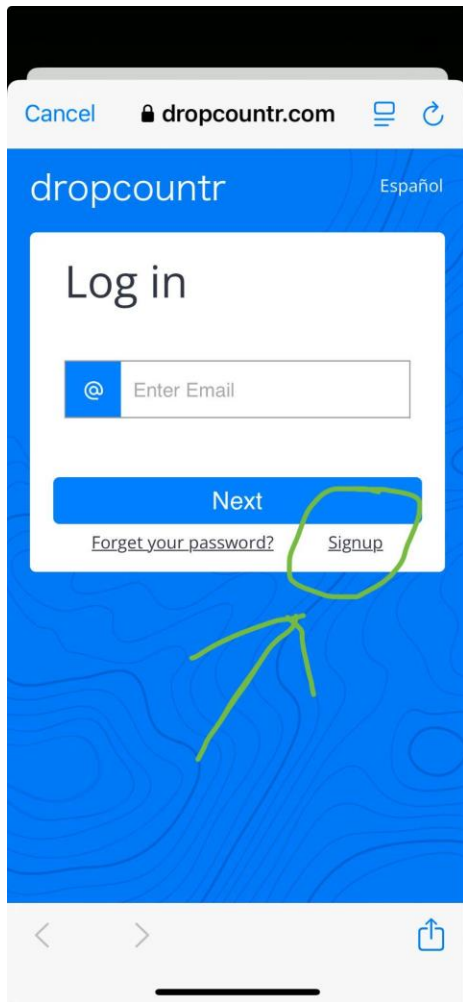 Cancel dropcountr.com
dropcountr Español
Log in
@ Enter Email
Next
Forget your password? Signup